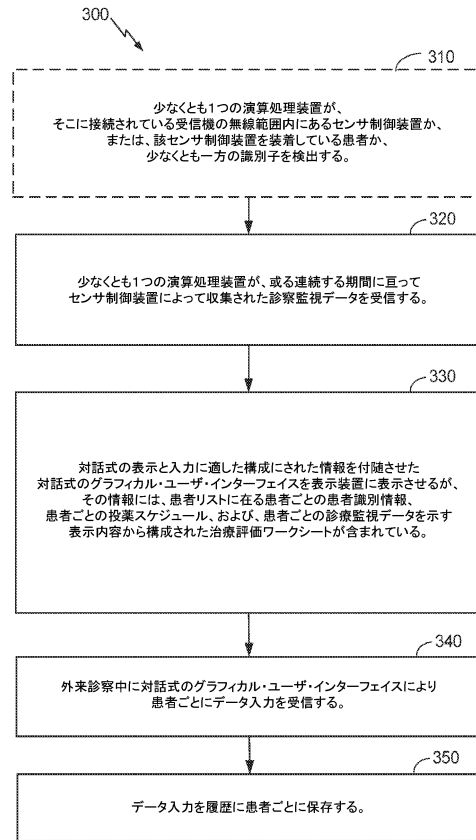 300
310
少なくとも1つの演算処理装置が、
そこに接続されている受信機の無線範囲内にあるセンサ制御装置か、
または、該センサ制御装置を装着している患者か、
少なくとも一方の識別子を検出する。
320
少なくとも1つの演算処理装置が、或る連続する期間に亘って
センサ制御装置によって収集された診察監視データを受信する。
330
対話式の表示と入力に適した構成にされた情報を付随させた
対話式のグラフィカル・ユーザ・インターフェイスを表示装置に表示させるが、
その情報には、患者リストに在る患者ごとの患者識別情報、
患者ごとの投薬スケジュール、および、患者ごとの診療監視データを示す
表示内容から構成された治療評価ワークシートが含まれている。
340
外来診察中に対話式のグラフィカル・ユーザ・インターフェイスにより
患者ごとにデータ入力を受信する。
350
データ入力を履歴に患者ごとに保存する。